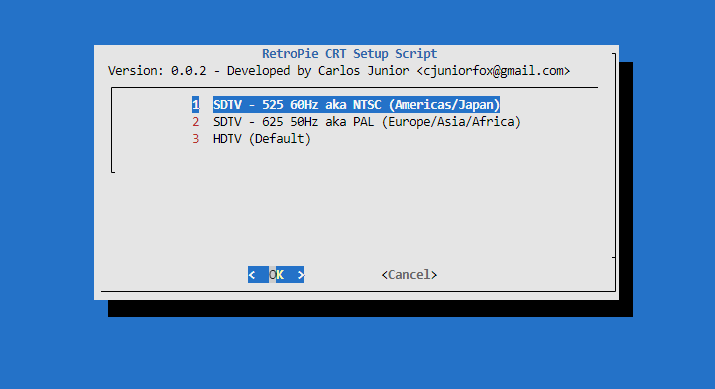 RetroPie CRT Setup Script
Version: 0.0.2 - Developed by Carlos Junior <cjuniorfox@gmail.com>
1 SDTV - 525 60Hz aka NTSC (Americas/Japan)
2 SDTV - 625 50Hz aka PAL (Europe/Asia/Africa)
3 HDTV (Default)
< OK > <Cancel>